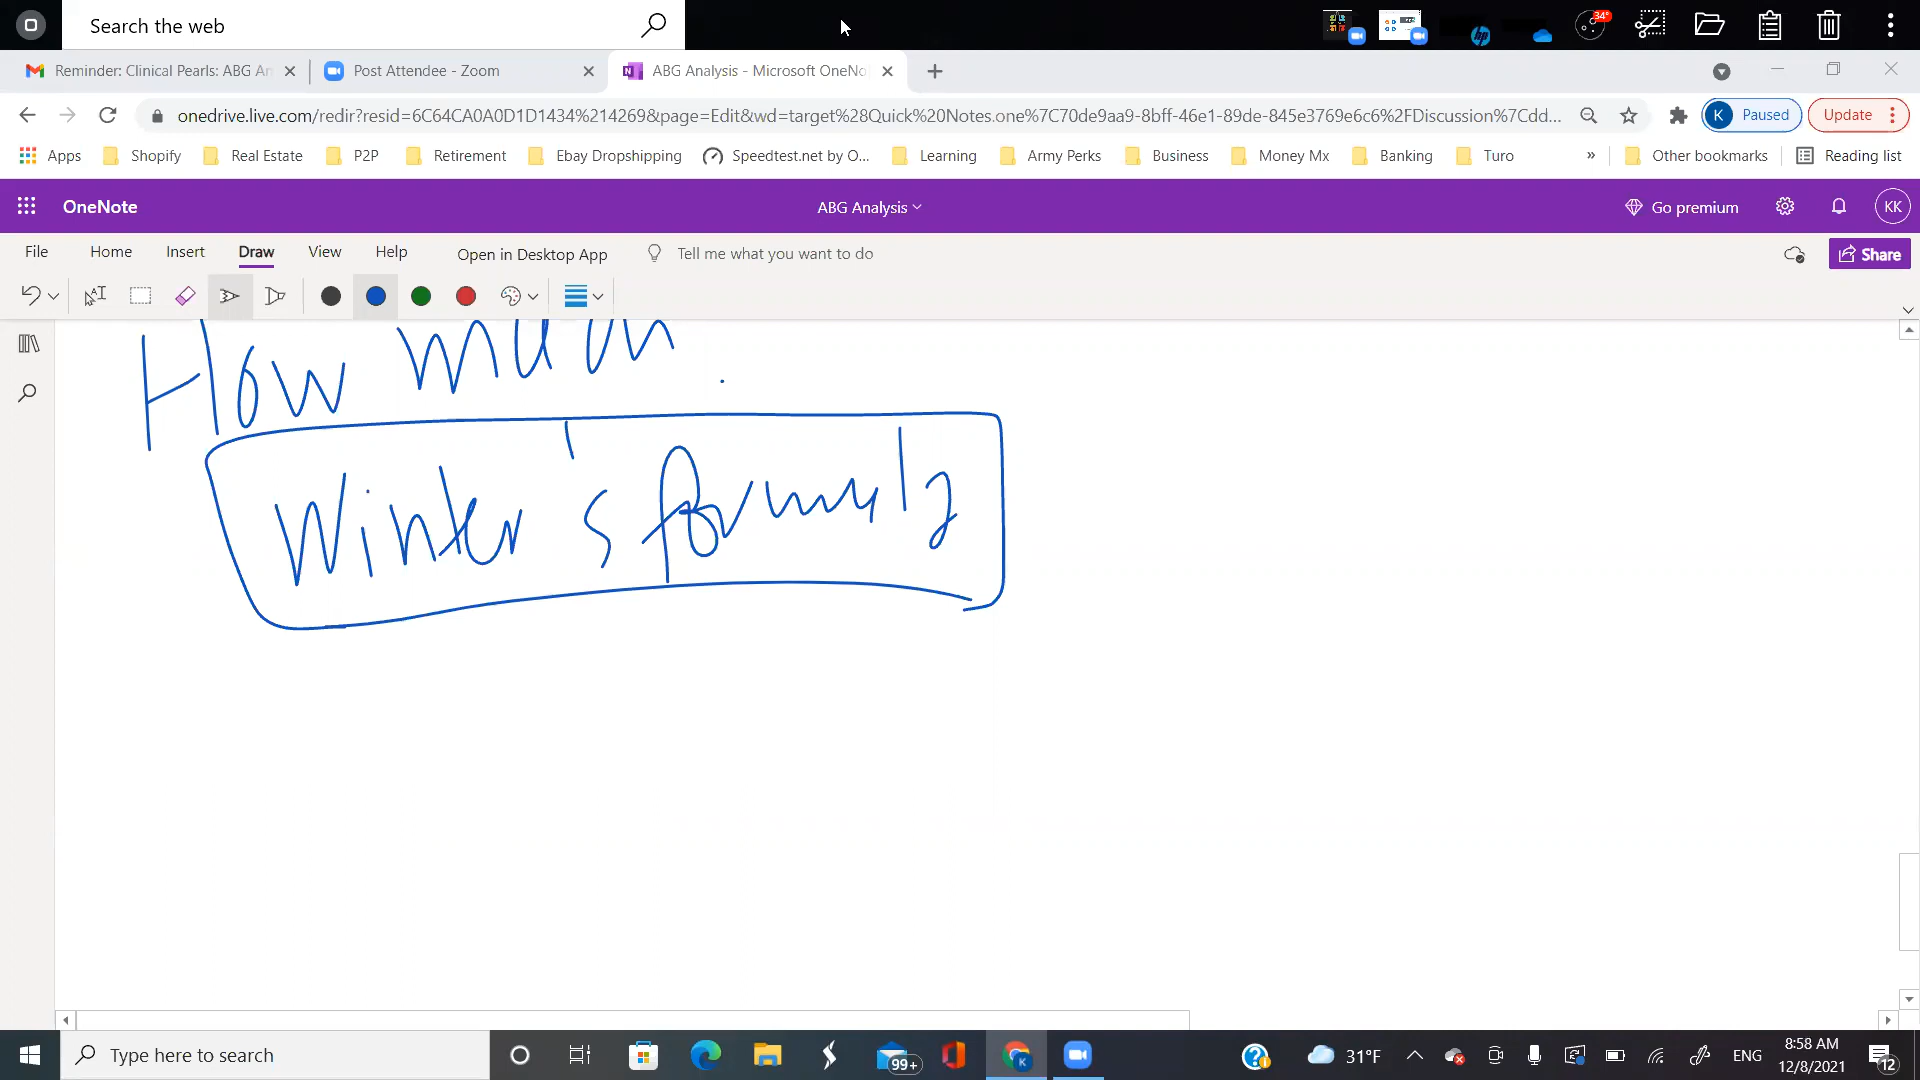 Search the web
34°
Reminder: Clinical Pearls: ABG An
Post Attendee - Zoom
ABG Analysis - Microsoft OneNo
onedrive.live.com/redir?resid=6C64CA0A0D1D1434%214269&page=Edit&wd=target%28Quick%20Notes.one%7C70de9aa9-8bff-46e1-89de-845e3769e6c6%2FDiscussion%7Cdd...
K Paused
Update
Apps Shopify Real Estate P2P Retirement Ebay Dropshipping Speedtest.net by O... Learning Army Perks Business Money Mx Banking Turo » Other bookmarks Reading list
OneNote
ABG Analysis
Go premium
KK
File Home Insert Draw View Help Open in Desktop App Tell me what you want to do
Share
How much
Winter's formula
Type here to search
99+
K
31°F
ENG
8:58 AM
12/8/2021
12